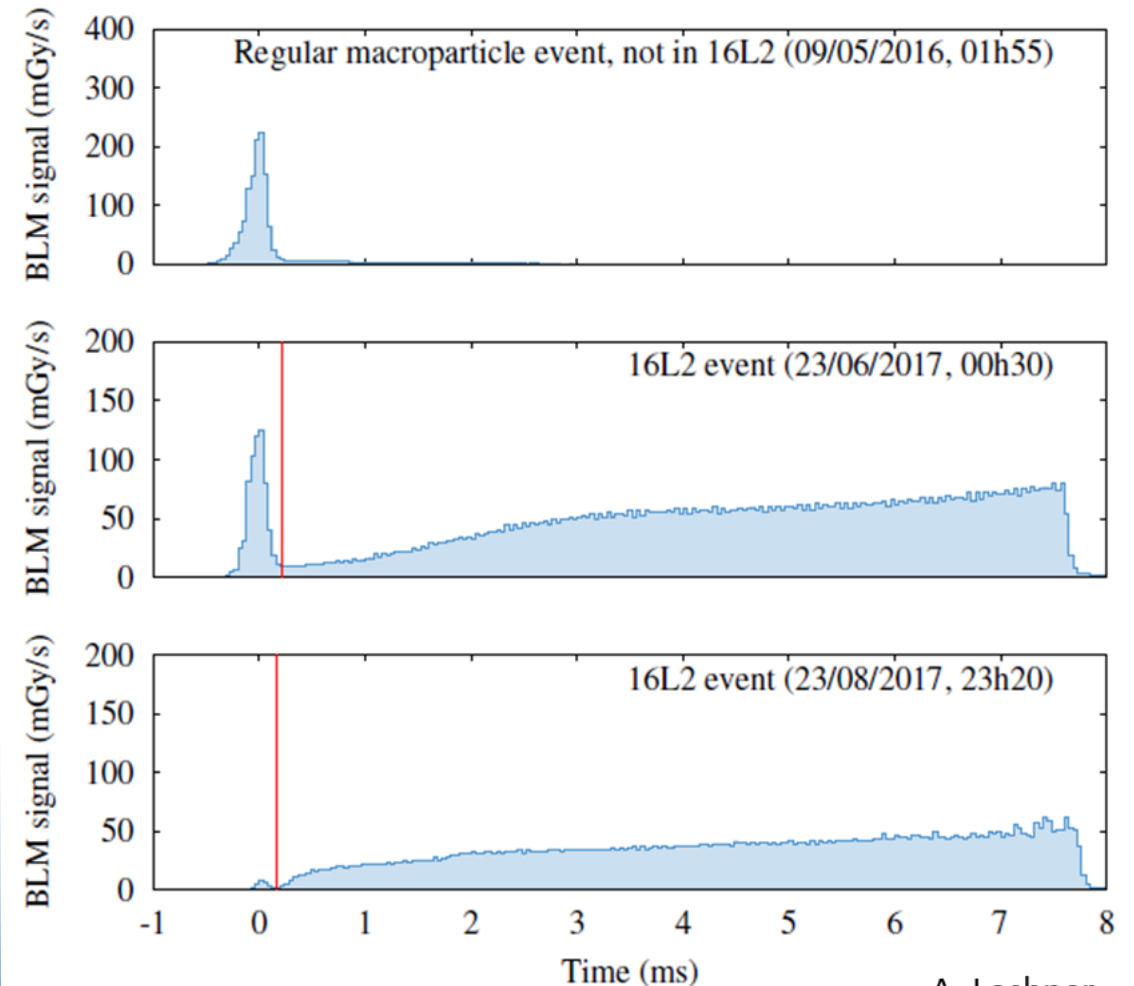 BLM signal (mGy/s)
400
300
200
100
0
Regular macroparticle event, not in 16L2 (09/05/2016, 01h55)
BLM signal (mGy/s)
200
150
100
50
0
16L2 event (23/06/2017, 00h30)
BLM signal (mGy/s)
200
150
100
50
0
16L2 event (23/08/2017, 23h20)
-1 0 1 2 3 4 5 6 7 8
Time (ms)